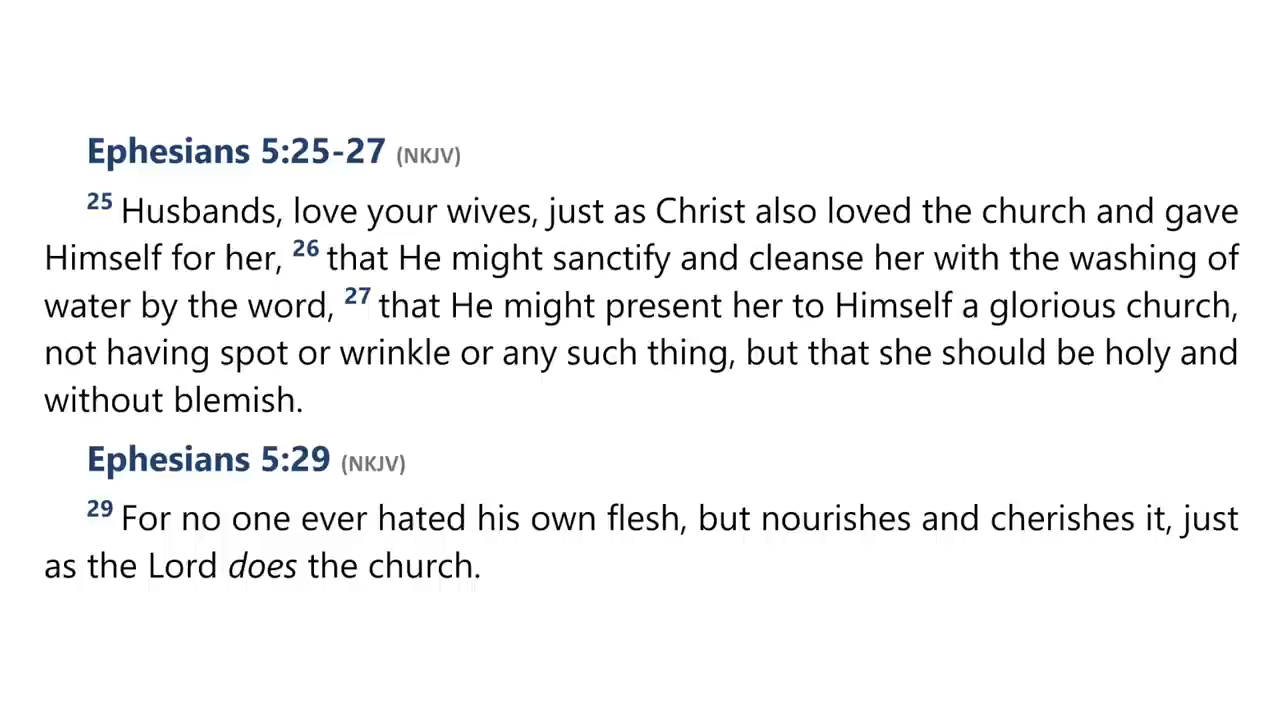 Ephesians 5:25-27 (NKJV)
25 Husbands, love your wives, just as Christ also loved the church and gave
Himself for her, 26 that He might sanctify and cleanse her with the washing of
water by the word, 27 that He might present her to Himself a glorious church,
not having spot or wrinkle or any such thing, but that she should be holy and
without blemish.
Ephesians 5:29 (NKJV)
29 For no one ever hated his own flesh, but nourishes and cherishes it, just
as the Lord does the church.